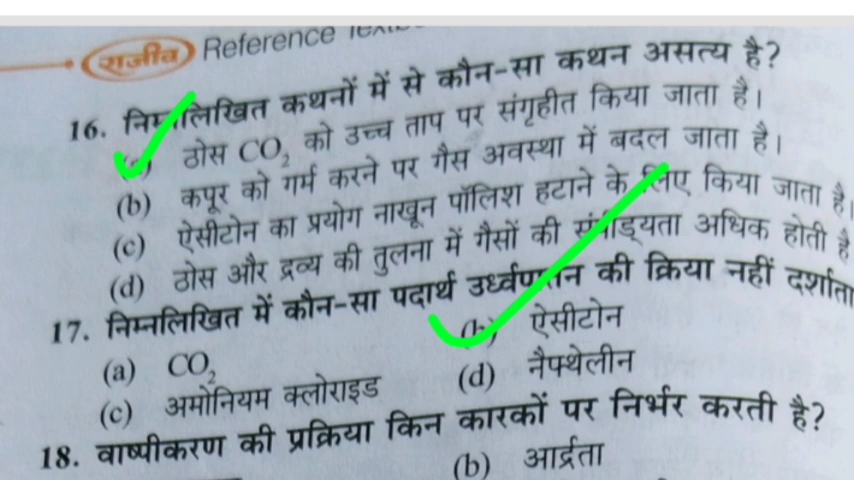 राजीव Reference
16. निम्नलिखित कथनों में से कौन-सा कथन असत्य है?
ठोस CO₂ को उच्च ताप पर संगृहीत किया जाता है।
(b) कपूर को गर्म करने पर गैस अवस्था में बदल जाता है।
(c) ऐसीटोन का प्रयोग नाखून पॉलिश हटाने के लिए किया जाता है।
(d) ठोस और द्रव्य की तुलना में गैसों की संपीड्यता अधिक होती है
17. निम्नलिखित में कौन-सा पदार्थ उर्ध्वपातन की क्रिया नहीं दर्शाता
(a) CO₂ (b) ऐसीटोन
(c) अमोनियम क्लोराइड (d) नैफ्थेलीन
18. वाष्पीकरण की प्रक्रिया किन कारकों पर निर्भर करती है?
(b) आर्द्रता